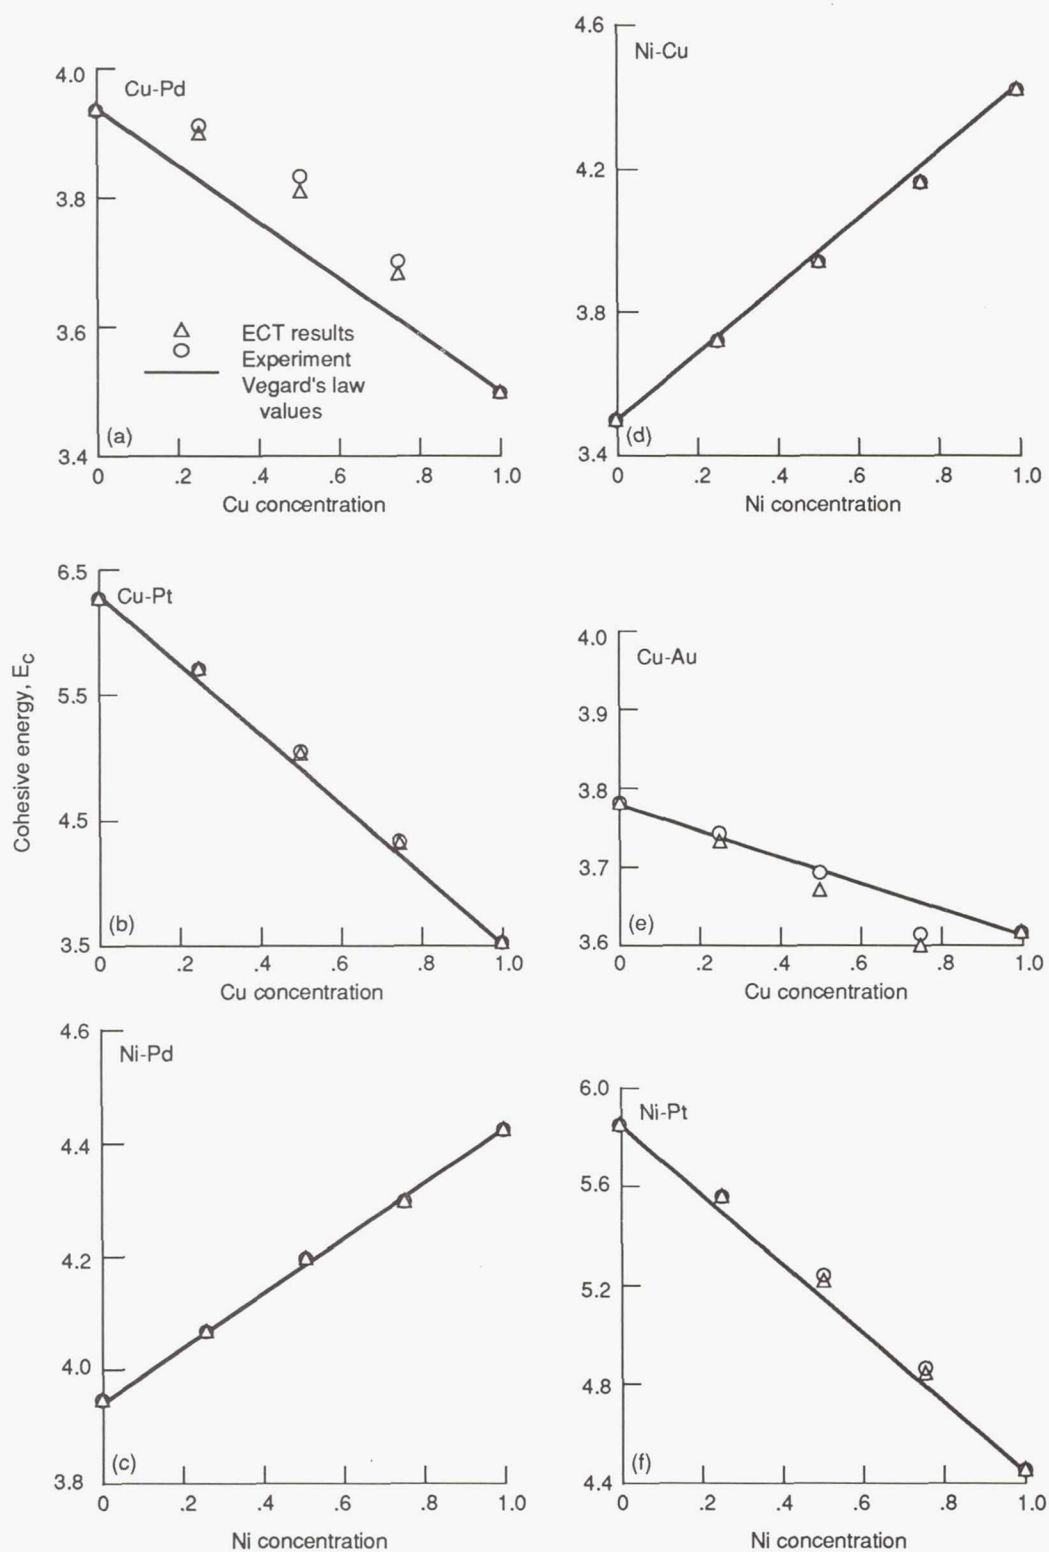 Cohesive energy, E_C
4.0
3.8
3.6
3.4
Cu-Pd
ECT results
Experiment
Vegard's law
values
(a)
0 .2 .4 .6 .8 1.0
Cu concentration
4.6
4.2
3.8
3.4
Ni-Cu
(d)
0 .2 .4 .6 .8 1.0
Ni concentration
6.5
5.5
4.5
3.5
Cu-Pt
(b)
0 .2 .4 .6 .8 1.0
Cu concentration
4.0
3.9
3.8
3.7
3.6
Cu-Au
(e)
0 .2 .4 .6 .8 1.0
Cu concentration
4.6
4.4
4.2
4.0
3.8
Ni-Pd
(c)
0 .2 .4 .6 .8 1.0
Ni concentration
6.0
5.6
5.2
4.8
4.4
Ni-Pt
(f)
0 .2 .4 .6 .8 1.0
Ni concentration